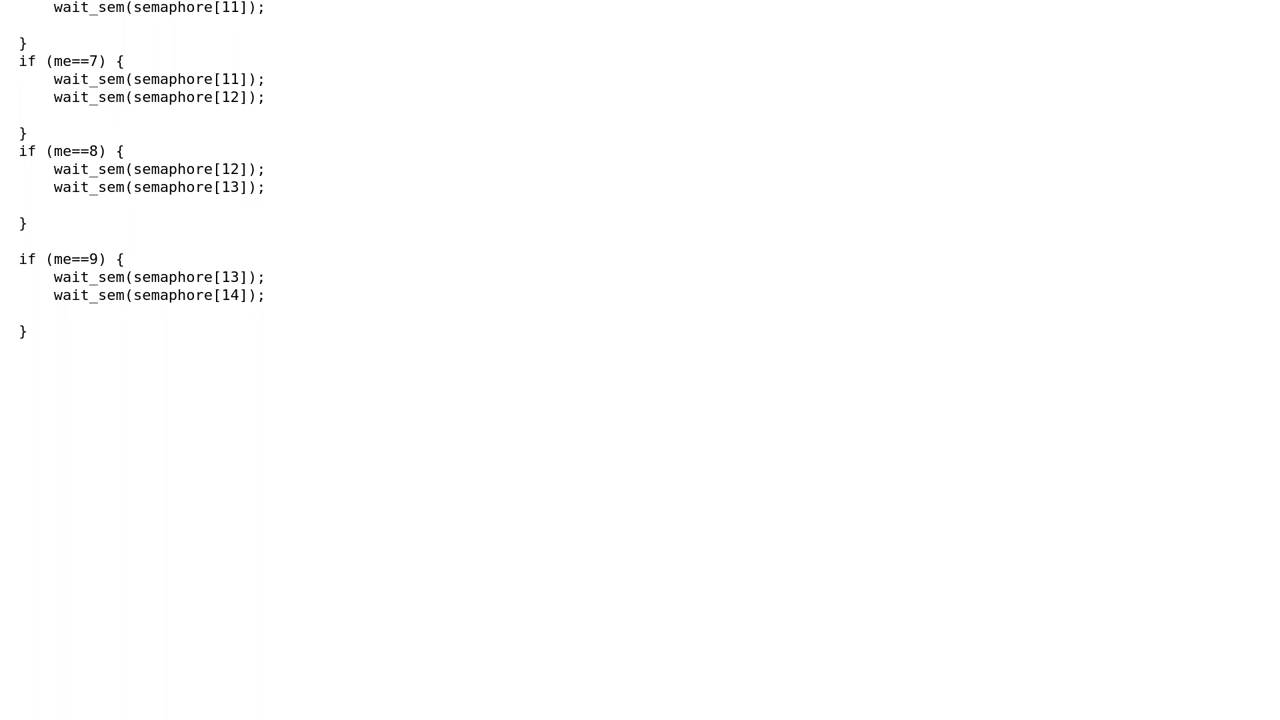 wait_sem(semaphore[11]);

}
if (me==7) {
    wait_sem(semaphore[11]);
    wait_sem(semaphore[12]);

}
if (me==8) {
    wait_sem(semaphore[12]);
    wait_sem(semaphore[13]);

}

if (me==9) {
    wait_sem(semaphore[13]);
    wait_sem(semaphore[14]);

}